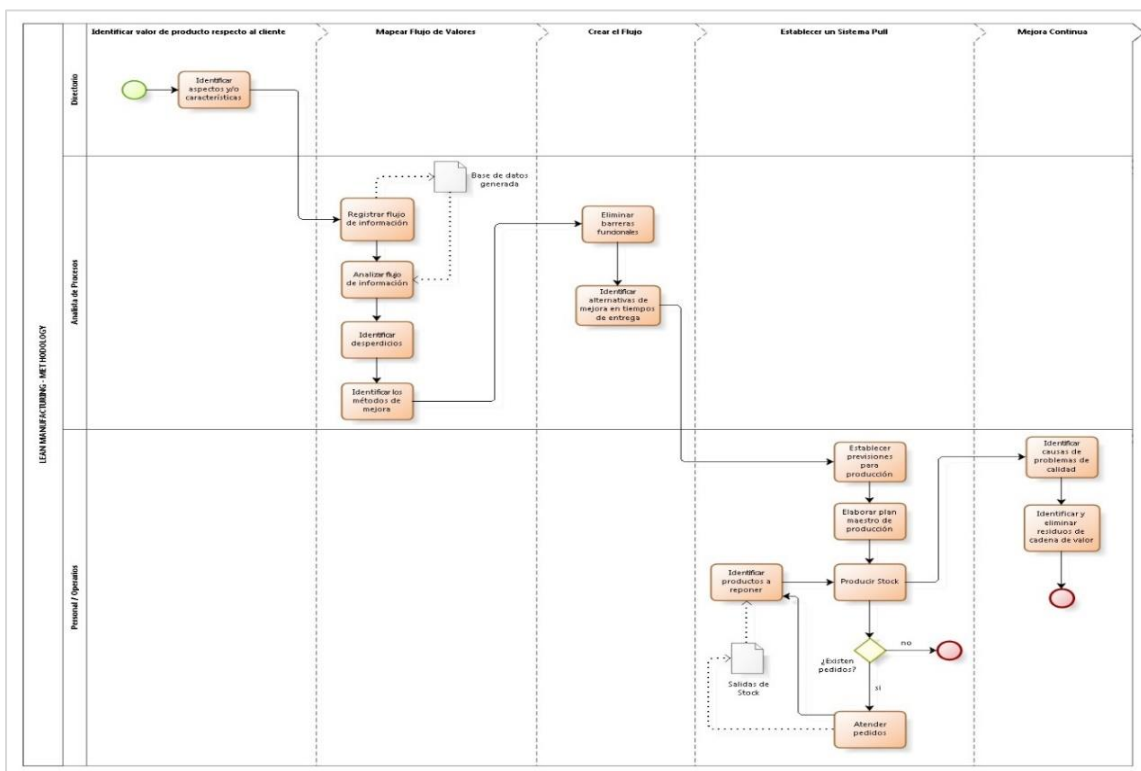 Identificar valor de producto respecto al cliente
Mapear Flujo de Valores
Crear el Flujo
Establecer un Sistema Pull
Mejora Continua
LEAN MANUFACTURING - METHODOLOGY
Directorio
Identificar
aspectos y/o
características
Analista de Procesos
Base de datos
generada
Registrar flujo
de información
Analizar flujo
de información
Identificar
desperdicios
Identificar los
métodos de
mejora
Eliminar
barreras
funcionales
Identificar
alternativas de
mejora en tiempos
de entrega
Personal / Operarios
Establecer
previsiones
para
producción
Elaborar plan
maestro de
producción
Identificar
productos a
reponer
Producir Stock
¿Existen
pedidos?
no
si
Salidas de
Stock
Atender
pedidos
Identificar
causas de
problemas de
calidad
Identificar y
eliminar
residuos de
cadena de valor